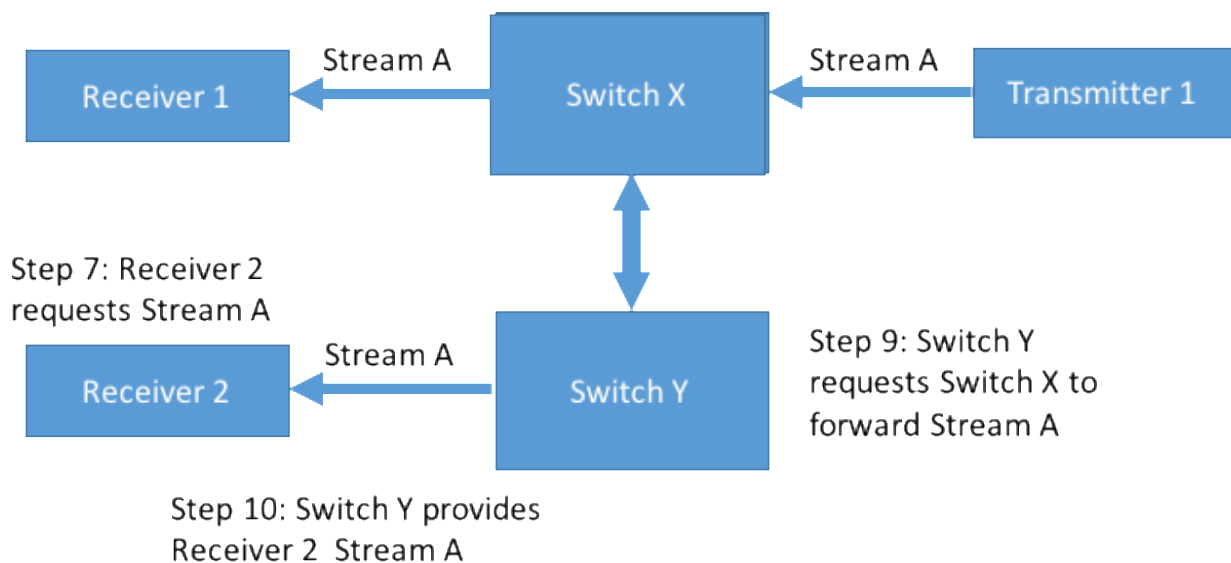 Stream A
Stream A
Receiver 1
Switch X
Transmitter 1
Step 7: Receiver 2
requests Stream A
Stream A
Receiver 2
Switch Y
Step 9: Switch Y
requests Switch X to
forward Stream A
Step 10: Switch Y provides
Receiver 2  Stream A